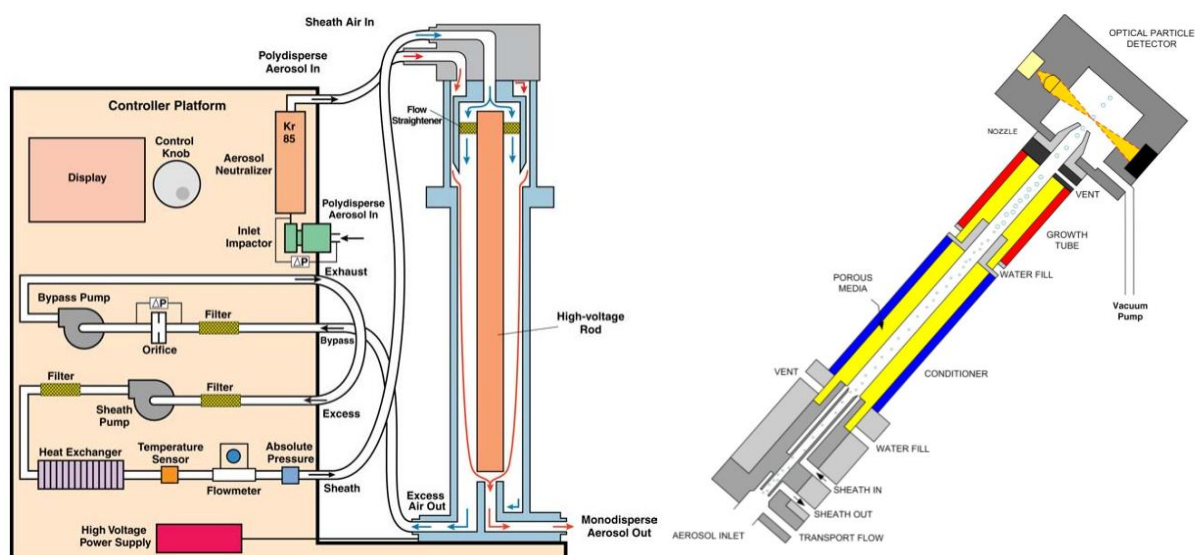 Sheath Air In
Polydisperse
Aerosol In
Controller Platform
Flow
Straightener
Kr
85
Control
Knob
Display
Aerosol
Neutralizer
Polydisperse
Aerosol In
Inlet
Impactor
ΔP
Exhaust
Bypass Pump
ΔP
Filter
Orifice
Bypass
High-voltage
Rod
Filter
Filter
Sheath
Pump
Excess
Heat Exchanger
Temperature
Sensor
Absolute
Pressure
Flowmeter
Sheath
Excess
Air Out
High Voltage
Power Supply
Monodisperse
Aerosol Out
OPTICAL PARTICLE
DETECTOR
NOZZLE
VENT
GROWTH
TUBE
WATER FILL
POROUS
MEDIA
Vacuum
Pump
VENT
CONDITIONER
WATER FILL
SHEATH IN
SHEATH OUT
AEROSOL INLET
TRANSPORT FLOW